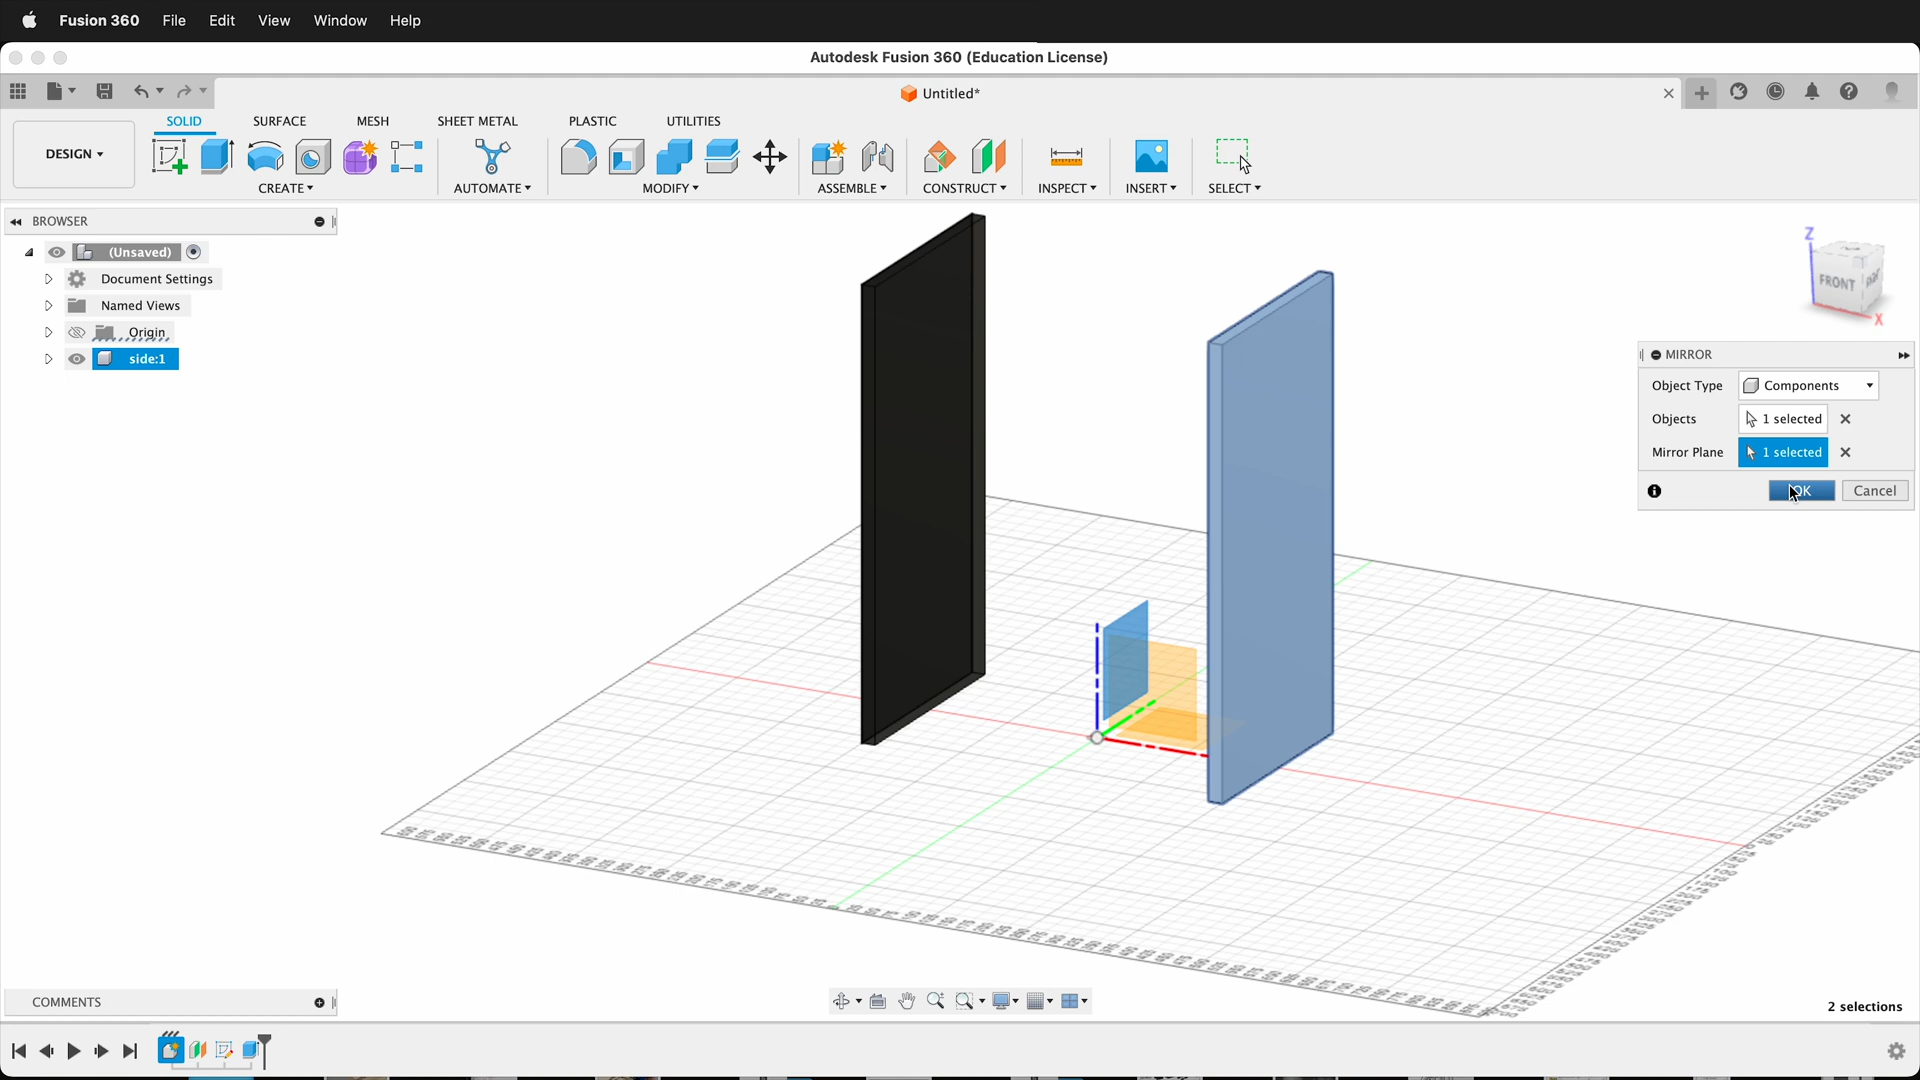 Fusion 360 File Edit View Window Help
Autodesk Fusion 360 (Education License)
Untitled*
SOLID SURFACE MESH SHEET METAL PLASTIC UTILITIES
DESIGN
CREATE AUTOMATE MODIFY ASSEMBLE CONSTRUCT INSPECT INSERT SELECT
BROWSER
(Unsaved)
Document Settings
Named Views
Origin
side:1
Z
FRONT
X
MIRROR
Object Type Components
Objects 1 selected
Mirror Plane 1 selected
OK Cancel
COMMENTS
2 selections